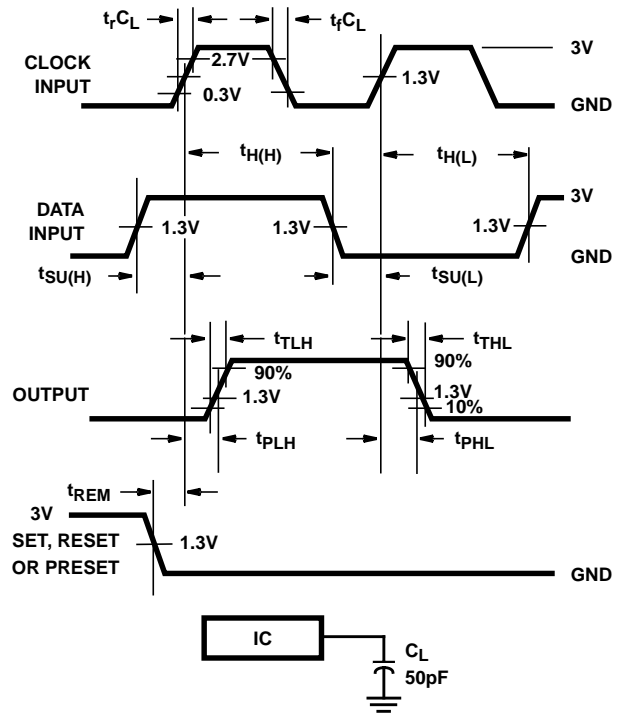 trCL
tfCL
CLOCK
INPUT
2.7V
0.3V
1.3V
3V
GND
tH(H)
tH(L)
DATA
INPUT
1.3V
1.3V
1.3V
3V
GND
tSU(H)
tSU(L)
tTLH
tTHL
OUTPUT
90%
1.3V
90%
1.3V
10%
tPLH
tPHL
tREM
3V
SET, RESET
OR PRESET
1.3V
GND
IC
CL
50pF